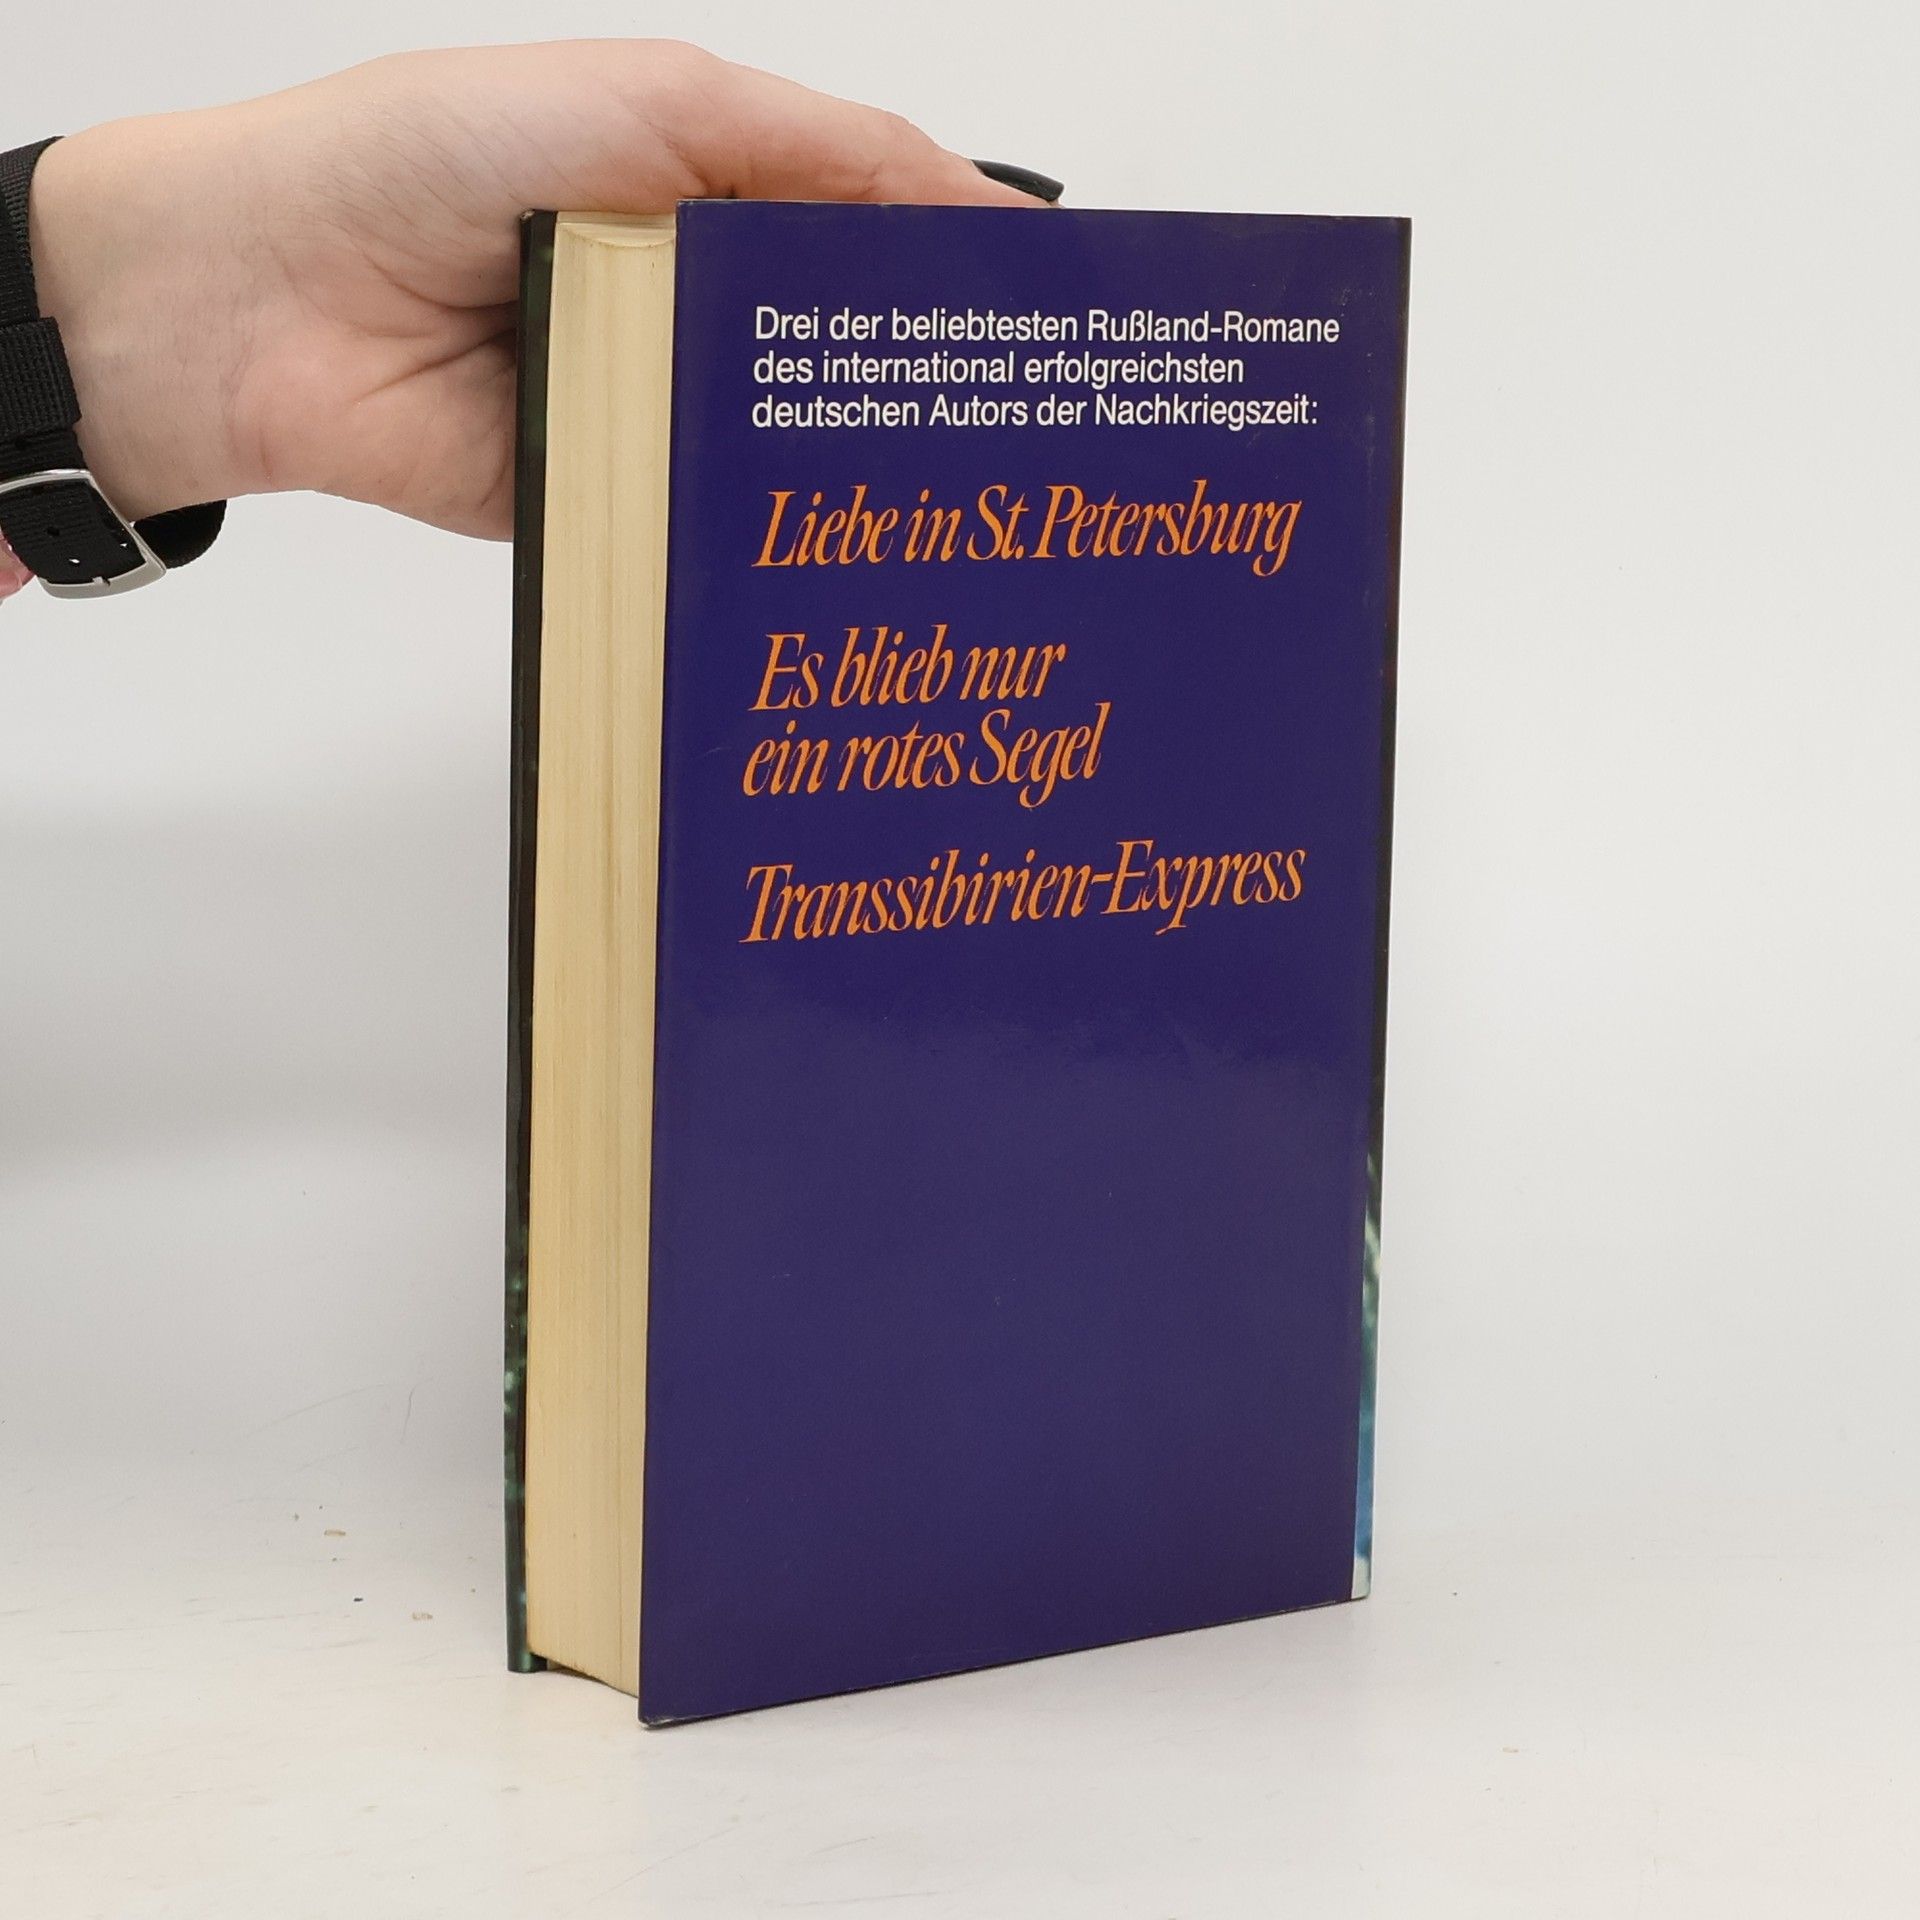 Drei der beliebtesten Rußland-Romane
des international erfolgreichsten
deutschen Autors der Nachkriegszeit:
Liebe in St. Petersburg
Es blieb nur
ein rotes Segel
Transsibirien-Express